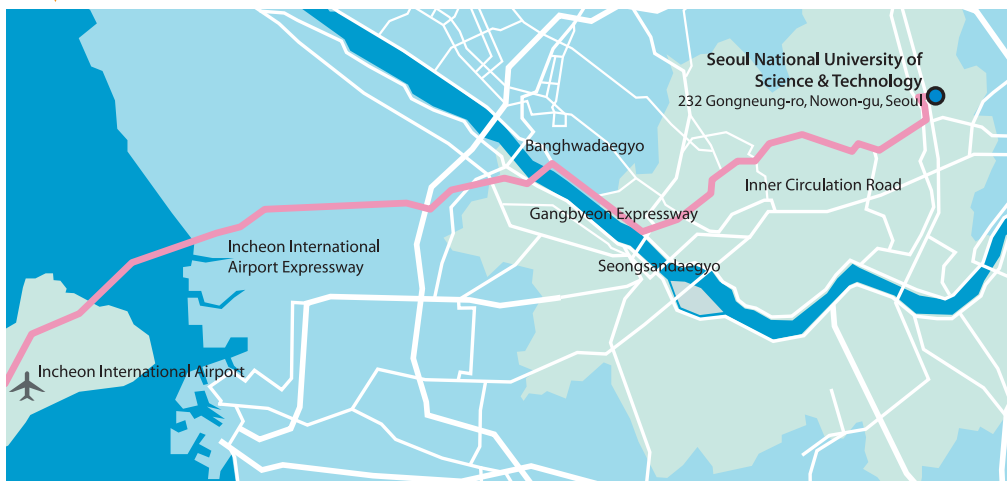 Seoul National University of
Science & Technology
232 Gongneung-ro, Nowon-gu, Seoul
Banghwadaegyo
Inner Circulation Road
Gangbyeon Expressway
Incheon International
Airport Expressway
Seongsandaegyo
Incheon International Airport